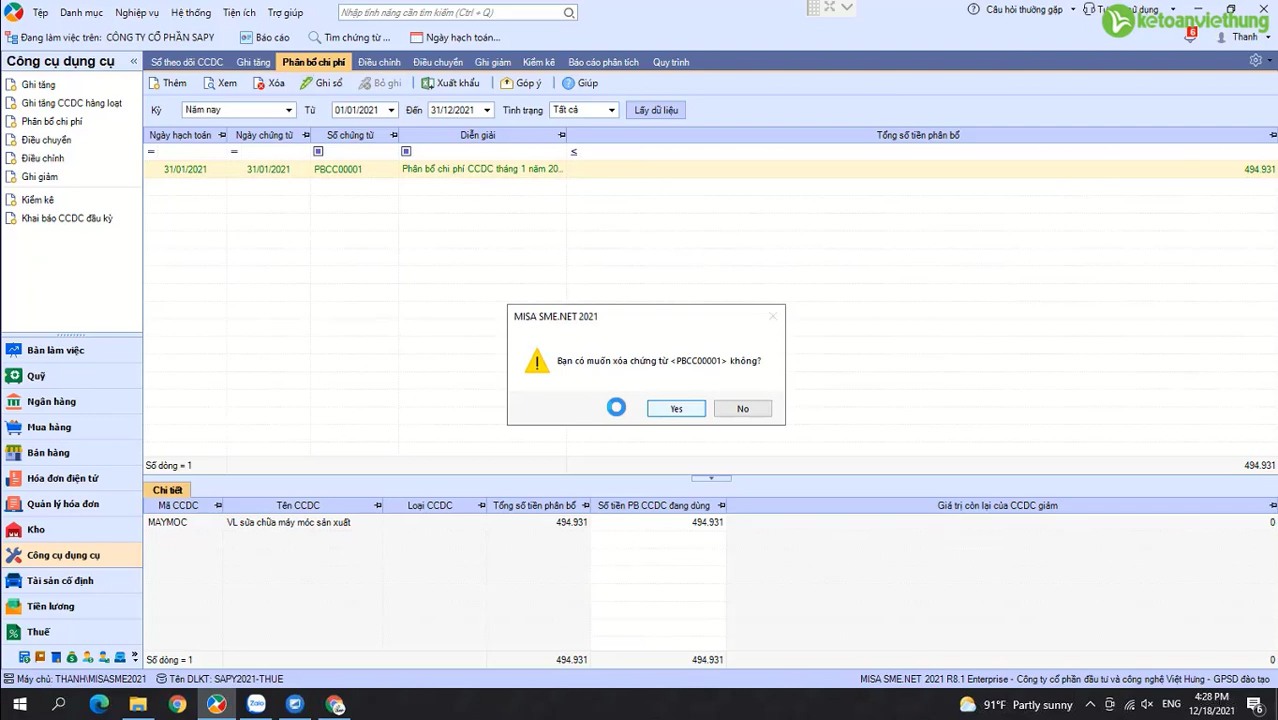 Tệp Danh mục Nghiệp vụ Hệ thống Tiện ích Trợ giúp
Nhập tính năng cần tìm kiếm (Ctrl + Q)
Câu hỏi thường gặp
ketoanviethung
Đang làm việc trên: CÔNG TY CỔ PHẦN SAPY
Báo cáo
Tìm chứng từ ...
Ngày hạch toán...
6
Thanh
Công cụ dụng cụ «
Sổ theo dõi CCDC Ghi tăng Phân bổ chi phí Điều chỉnh Điều chuyển Ghi giảm Kiểm kê Báo cáo phân tích Quy trình
Thêm Xem Xóa Ghi sổ Bỏ ghi Xuất khẩu Góp ý Giúp
Kỳ Năm nay Từ 01/01/2021 Đến 31/12/2021 Tình trạng Tất cả Lấy dữ liệu
Ghi tăng
Ghi tăng CCDC hàng loạt
Phân bổ chi phí
Điều chuyển
Điều chỉnh
Ghi giảm
Kiểm kê
Khai báo CCDC đầu kỳ
Ngày hạch toán Ngày chứng từ Số chứng từ Diễn giải Tổng số tiền phân bổ
= = ≤
31/01/2021 31/01/2021 PBCC00001 Phân bổ chi phí CCDC tháng 1 năm 20... 494.931
MISA SME.NET 2021
Bạn có muốn xóa chứng từ <PBCC00001> không?
Yes No
Số dòng = 1 494.931
Bàn làm việc
Quỹ
Ngân hàng
Mua hàng
Bán hàng
Hóa đơn điện tử
Quản lý hóa đơn
Kho
Công cụ dụng cụ
Tài sản cố định
Tiền lương
Thuế
Chi tiết
Mã CCDC Tên CCDC Loại CCDC Tổng số tiền phân bổ Số tiền PB CCDC đang dùng Giá trị còn lại của CCDC giảm
MAYMOC VL sửa chữa máy móc sản xuất 494.931 494.931 0
Số dòng = 1 494.931 494.931 0
Máy chủ: THANH\MISASME2021 Tên DLKT: SAPY2021-THUE
MISA SME.NET 2021 R8.1 Enterprise - Công ty cổ phần đầu tư và công nghệ Việt Hưng - GPSD đào tạo
Zalo
91°F Partly sunny
ENG
4:28 PM
12/18/2021
6